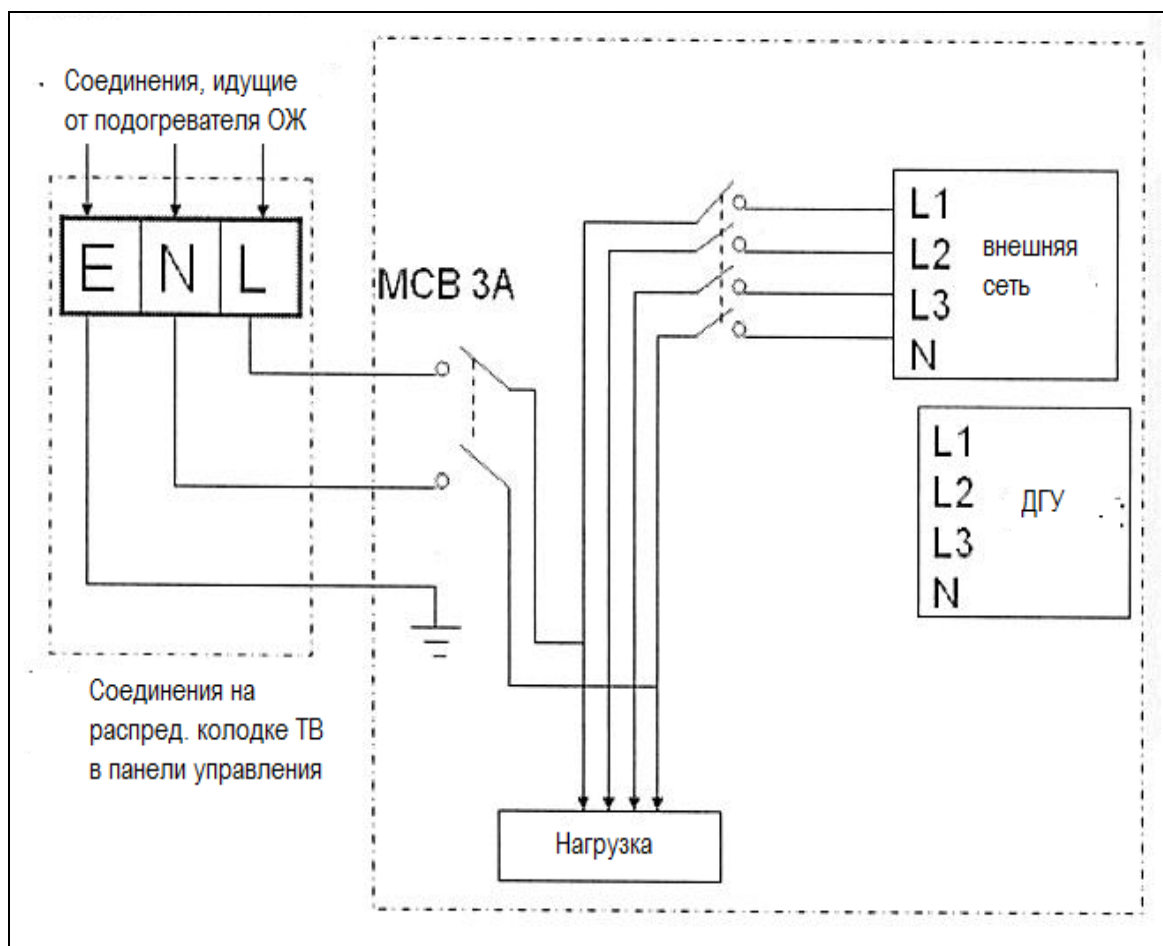 Соединения, идущие
от подогревателя ОЖ
E N L
MCB 3A
L1
L2
L3
N
внешняя
сеть
L1
L2
L3
N
ДГУ
Соединения на
распред. колодке ТВ
в панели управления
Нагрузка